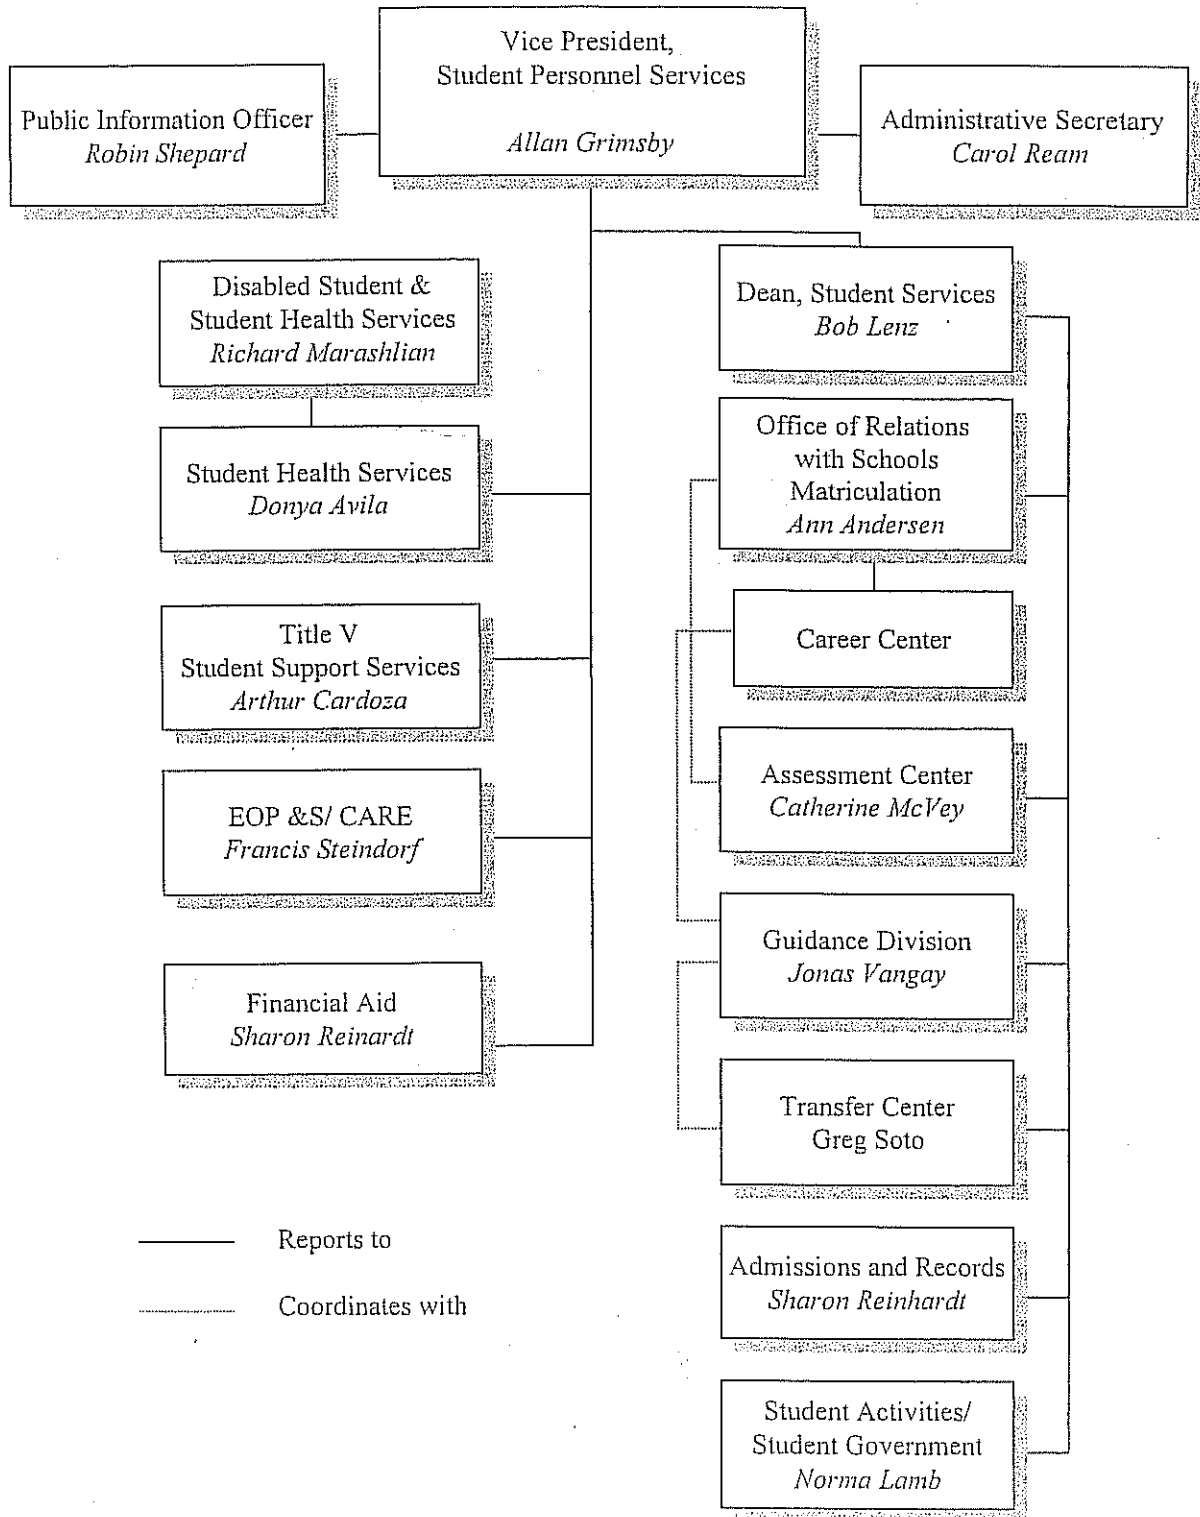 Vice President,
Student Personnel Services
Allan Grimsby
Public Information Officer
Robin Shepard
Administrative Secretary
Carol Ream
Disabled Student &
Student Health Services
Richard Marashlian
Student Health Services
Donya Avila
Title V
Student Support Services
Arthur Cardoza
EOP &S/ CARE
Francis Steindorf
Financial Aid
Sharon Reinardt
Dean, Student Services
Bob Lenz
Office of Relations
with Schools
Matriculation
Ann Andersen
Career Center
Assessment Center
Catherine McVey
Guidance Division
Jonas Vangay
Transfer Center
Greg Soto
Admissions and Records
Sharon Reinhardt
Student Activities/
Student Government
Norma Lamb
Reports to
Coordinates with